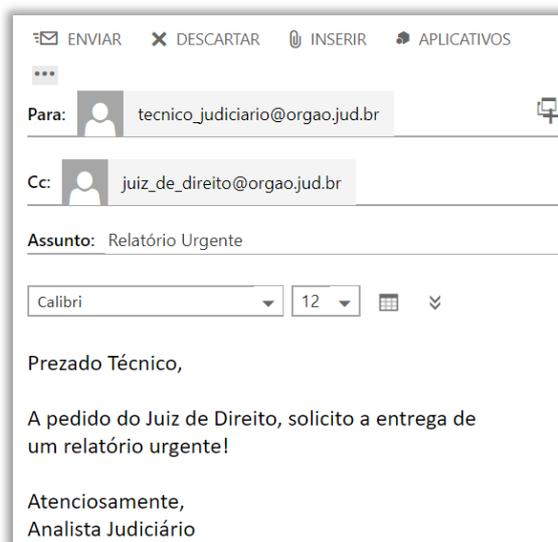 ENVIAR DESCARTAR INSERIR APLICATIVOS
•••
Para: tecnico_judiciario@orgao.jud.br
Cc: juiz_de_direito@orgao.jud.br
Assunto: Relatório Urgente
Calibri 12
Prezado Técnico,
A pedido do Juiz de Direito, solicito a entrega de
um relatório urgente!
Atenciosamente,
Analista Judiciário